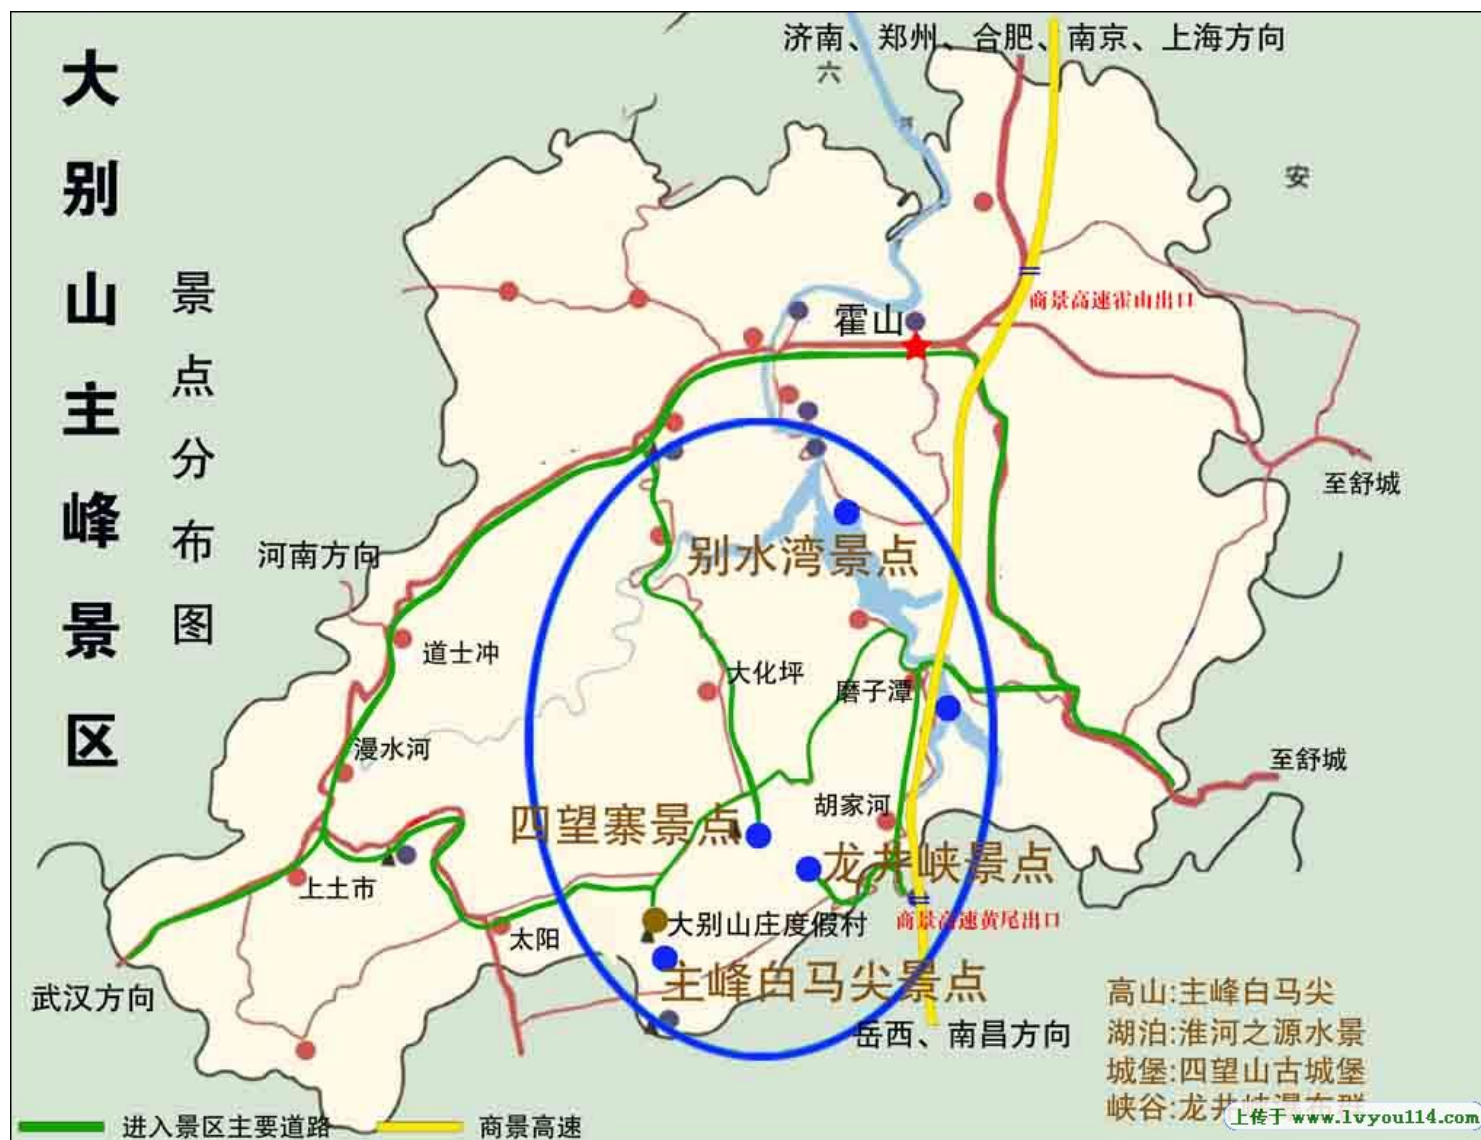 大别山主峰景区
景点分布图
济南、郑州、合肥、南京、上海方向
六
安
商景高速霍山出口
霍山
至舒城
河南方向
别水湾景点
道士冲
大化坪
磨子潭
漫水河
至舒城
胡家河
四望寨景点
龙井峡景点
上土市
大别山庄度假村
商景高速黄尾出口
太阳
主峰白马尖景点
武汉方向
岳西、南昌方向
高山:主峰白马尖
湖泊:淮河之源水景
城堡:四望山古城堡
峡谷:龙井峡瀑布群
进入景区主要道路
商景高速
上传于 www.lvyou114.com